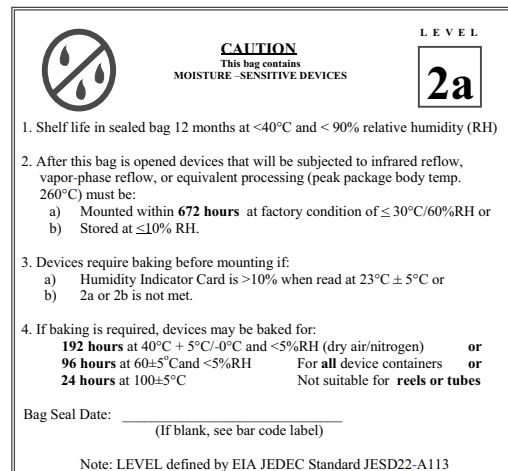 LEVEL
CAUTION
This bag contains
MOISTURE –SENSITIVE DEVICES
2a
1. Shelf life in sealed bag 12 months at <40°C and < 90% relative humidity (RH)
2. After this bag is opened devices that will be subjected to infrared reflow,
vapor-phase reflow, or equivalent processing (peak package body temp.
260°C) must be:
a) Mounted within 672 hours at factory condition of ≤ 30°C/60%RH or
b) Stored at ≤10% RH.
3. Devices require baking before mounting if:
a) Humidity Indicator Card is >10% when read at 23°C ± 5°C or
b) 2a or 2b is not met.
4. If baking is required, devices may be baked for:
192 hours at 40°C + 5°C/-0°C and <5%RH (dry air/nitrogen) or
96 hours at 60±5°Cand <5%RH For all device containers or
24 hours at 100±5°C Not suitable for reels or tubes
Bag Seal Date: ______________________________
(If blank, see bar code label)
Note: LEVEL defined by EIA JEDEC Standard JESD22-A113